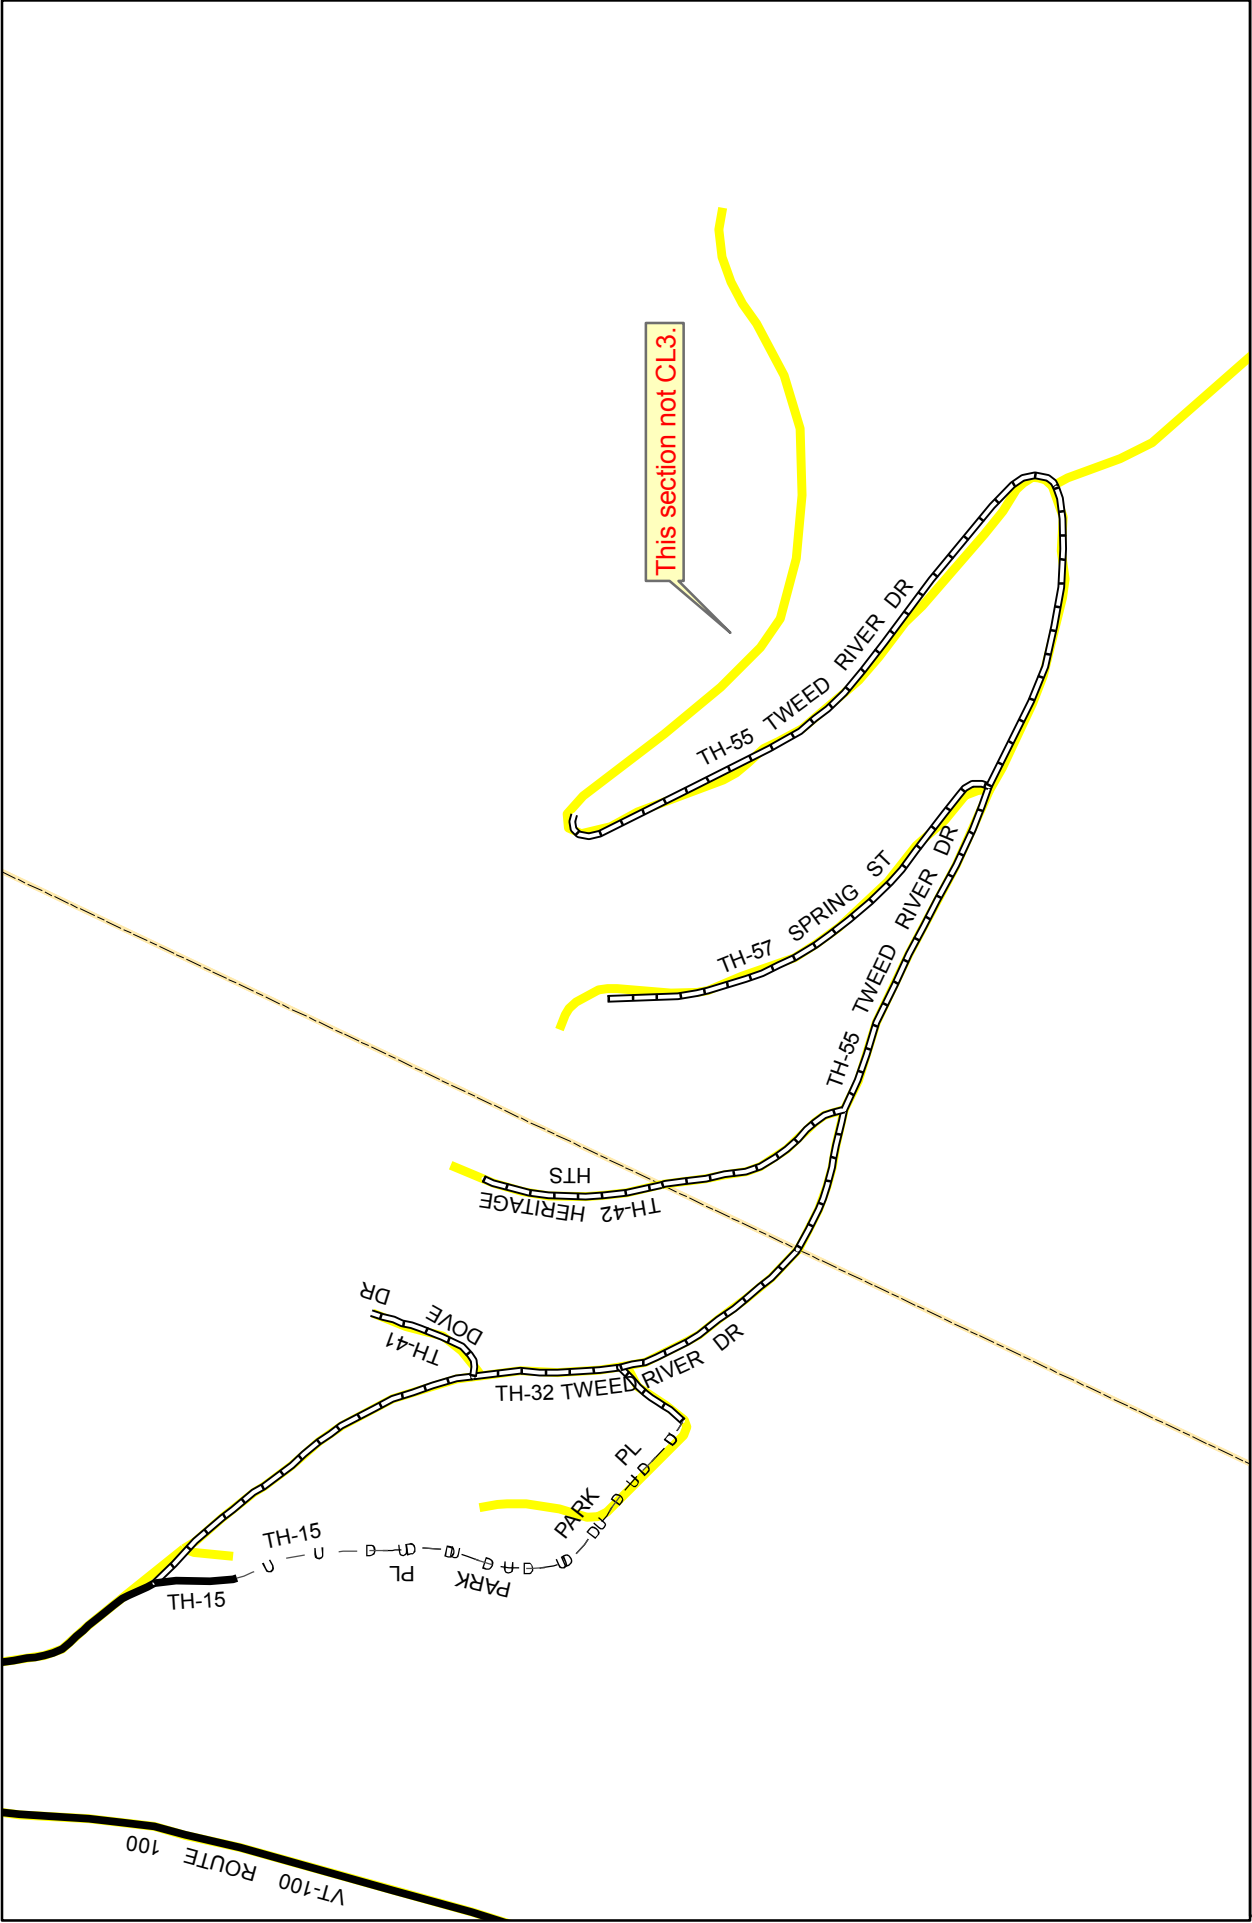 This section not CL3.
TH-55 TWEED RIVER DR
TH-57 SPRING ST
TH-55 TWEED RIVER DR
TH-42 HERITAGE HTS
TH-41 DOVE DR
TH-32 TWEED RIVER DR
PARK PL
TH-15
U U D U D D U D U D U D D U D U D U
PARK PL
TH-15
VT-100 ROUTE 100